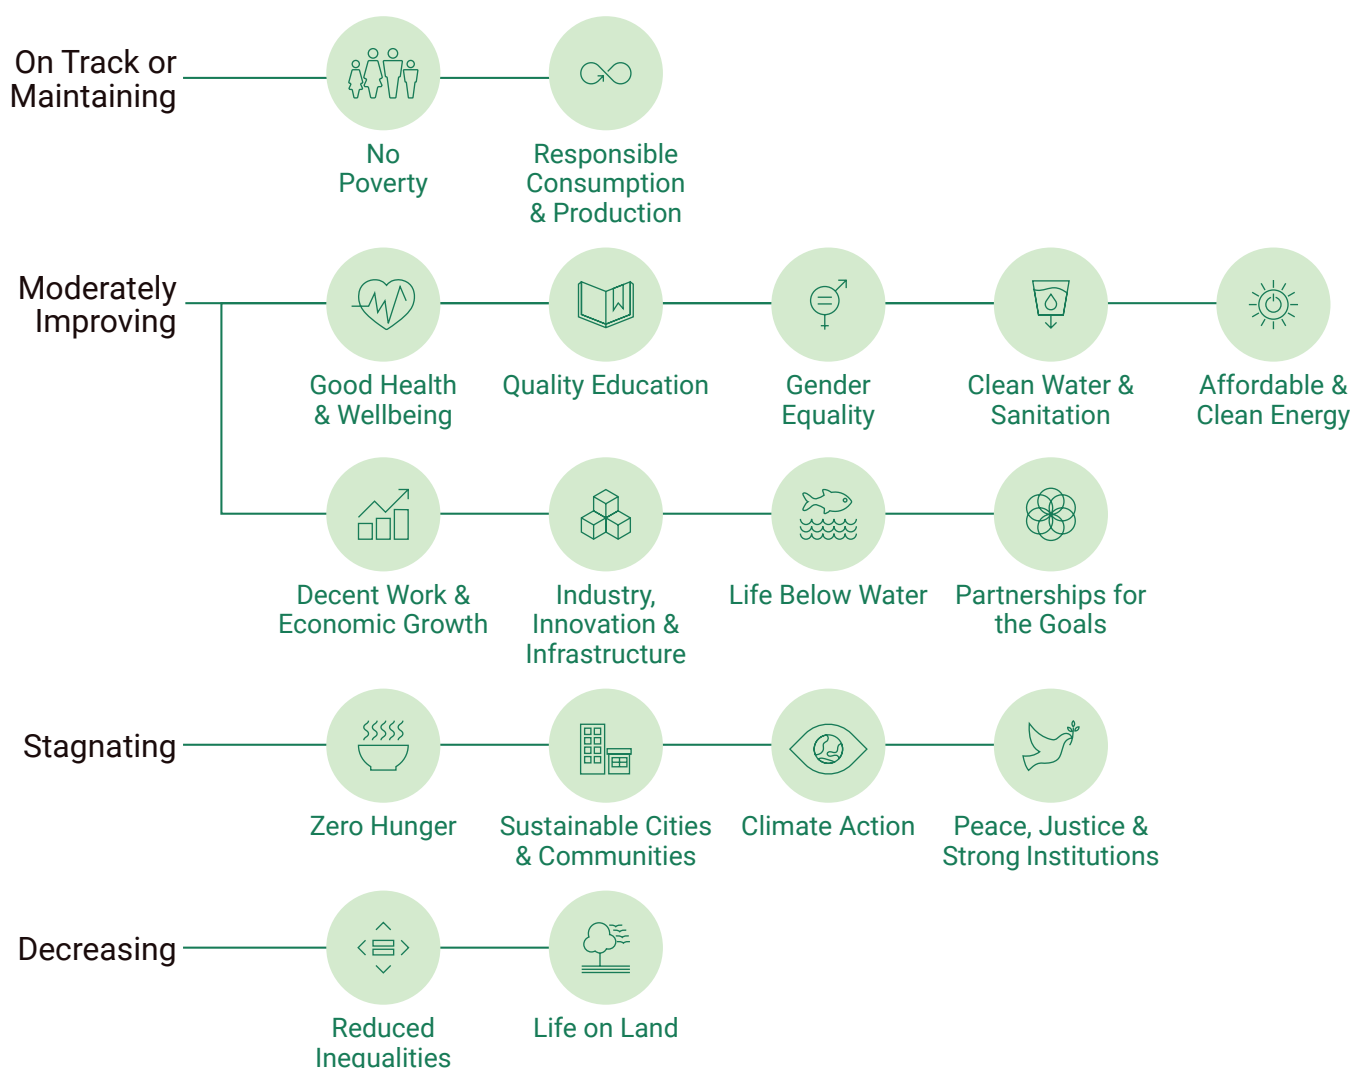 On Track or
Maintaining
No
Poverty
Responsible
Consumption
& Production
Moderately
Improving
Good Health
& Wellbeing
Quality Education
Gender
Equality
Clean Water &
Sanitation
Affordable &
Clean Energy
Decent Work &
Economic Growth
Industry,
Innovation &
Infrastructure
Life Below Water
Partnerships for
the Goals
Stagnating
Zero Hunger
Sustainable Cities
& Communities
Climate Action
Peace, Justice &
Strong Institutions
Decreasing
Reduced
Inequalities
Life on Land